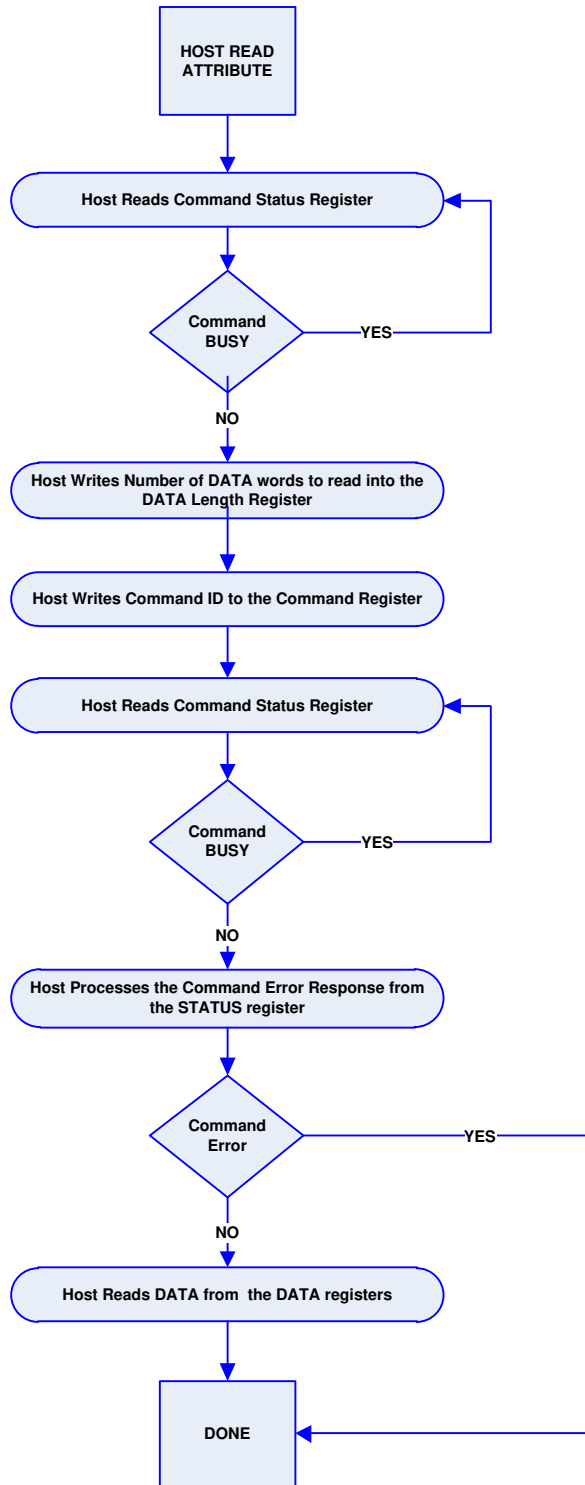 HOST READ
ATTRIBUTE
Host Reads Command Status Register
Command
BUSY
YES
NO
Host Writes Number of DATA words to read into the
DATA Length Register
Host Writes Command ID to the Command Register
Host Reads Command Status Register
Command
BUSY
YES
NO
Host Processes the Command Error Response from
the STATUS register
Command
Error
YES
NO
Host Reads DATA from the DATA registers
DONE